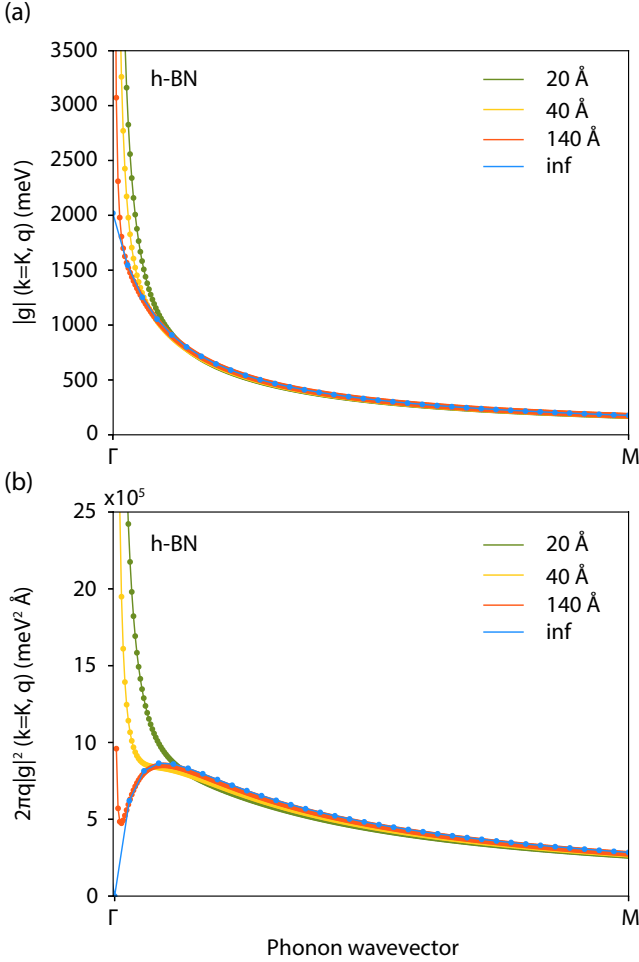 (a)
3500
3000
2500
2000
1500
1000
500
0
|g| (k=K, q) (meV)
h-BN
20 Å
40 Å
140 Å
inf
Γ
M
(b)
x10⁵
25
20
15
10
5
0
2πq|g|² (k=K, q) (meV² Å)
h-BN
20 Å
40 Å
140 Å
inf
Γ
M
Phonon wavevector